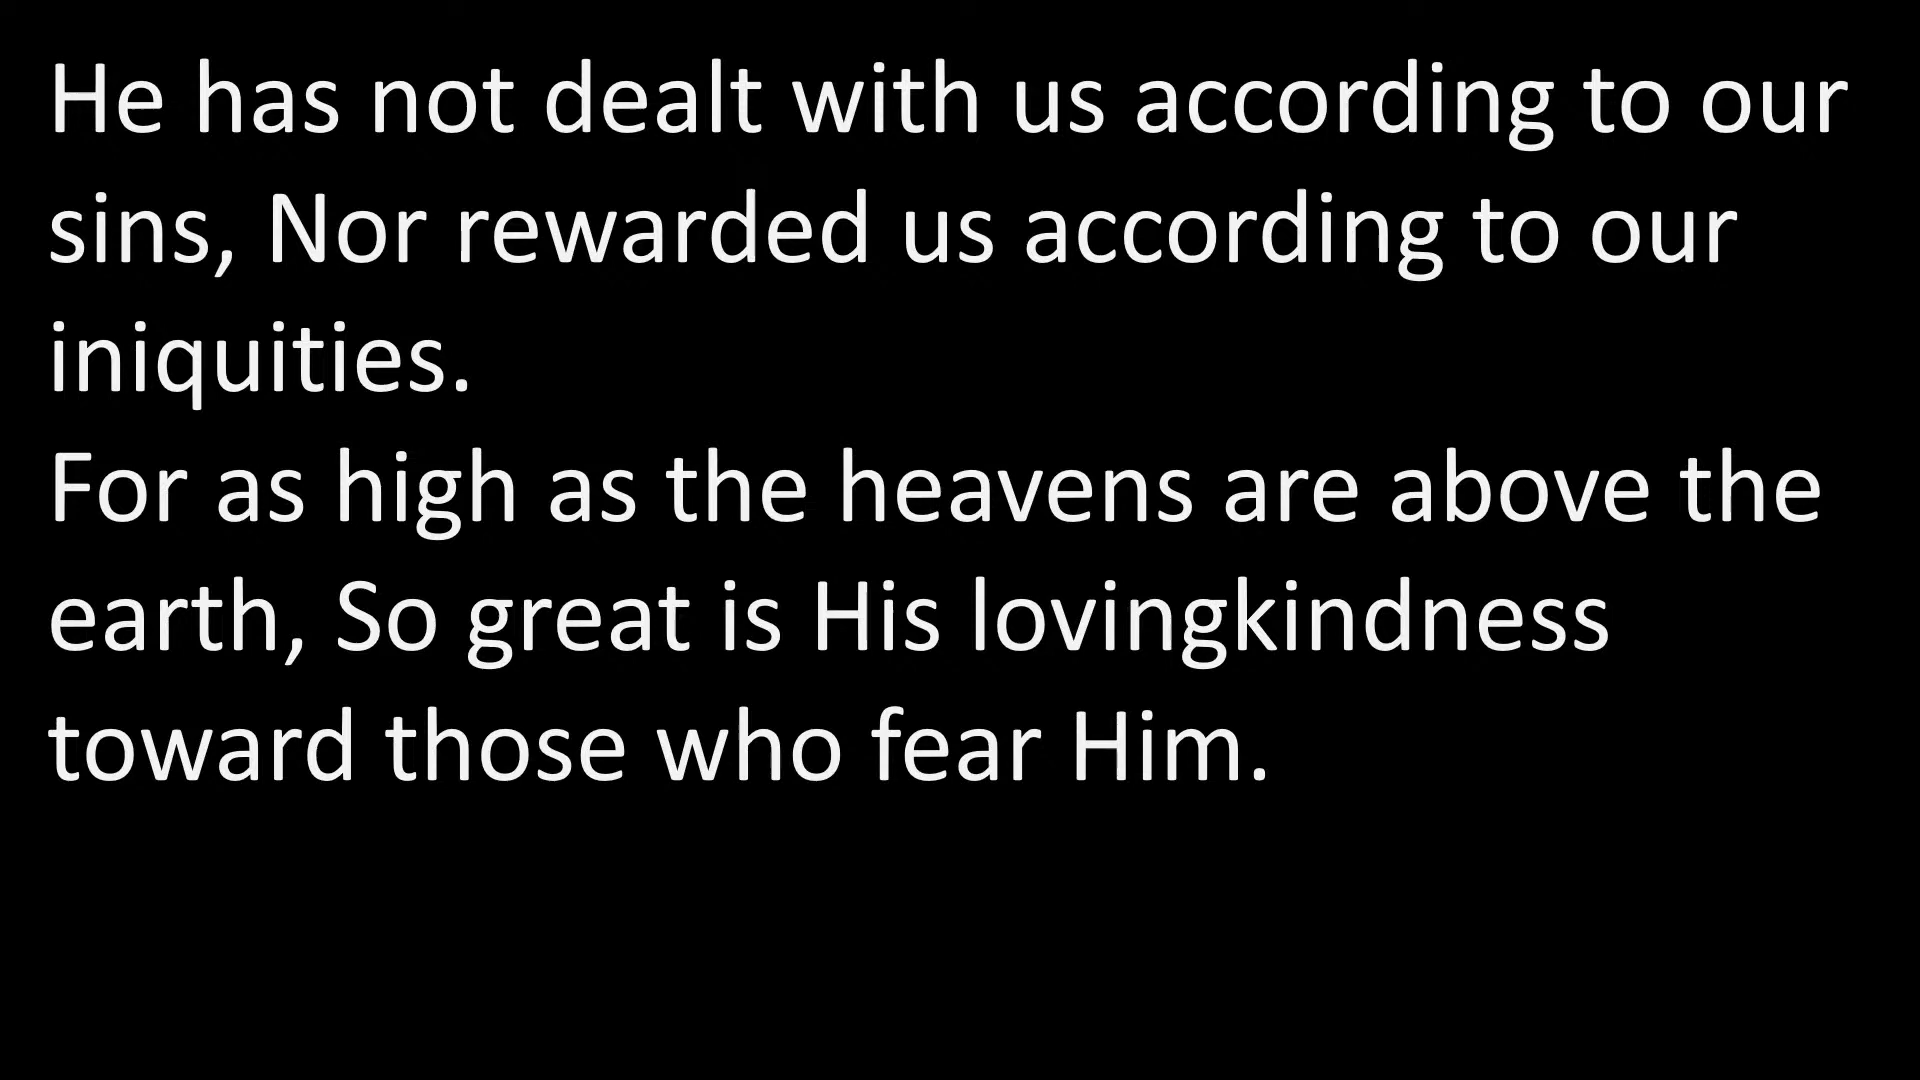 He has not dealt with us according to our
sins, Nor rewarded us according to our
iniquities.
For as high as the heavens are above the
earth, So great is His lovingkindness
toward those who fear Him.